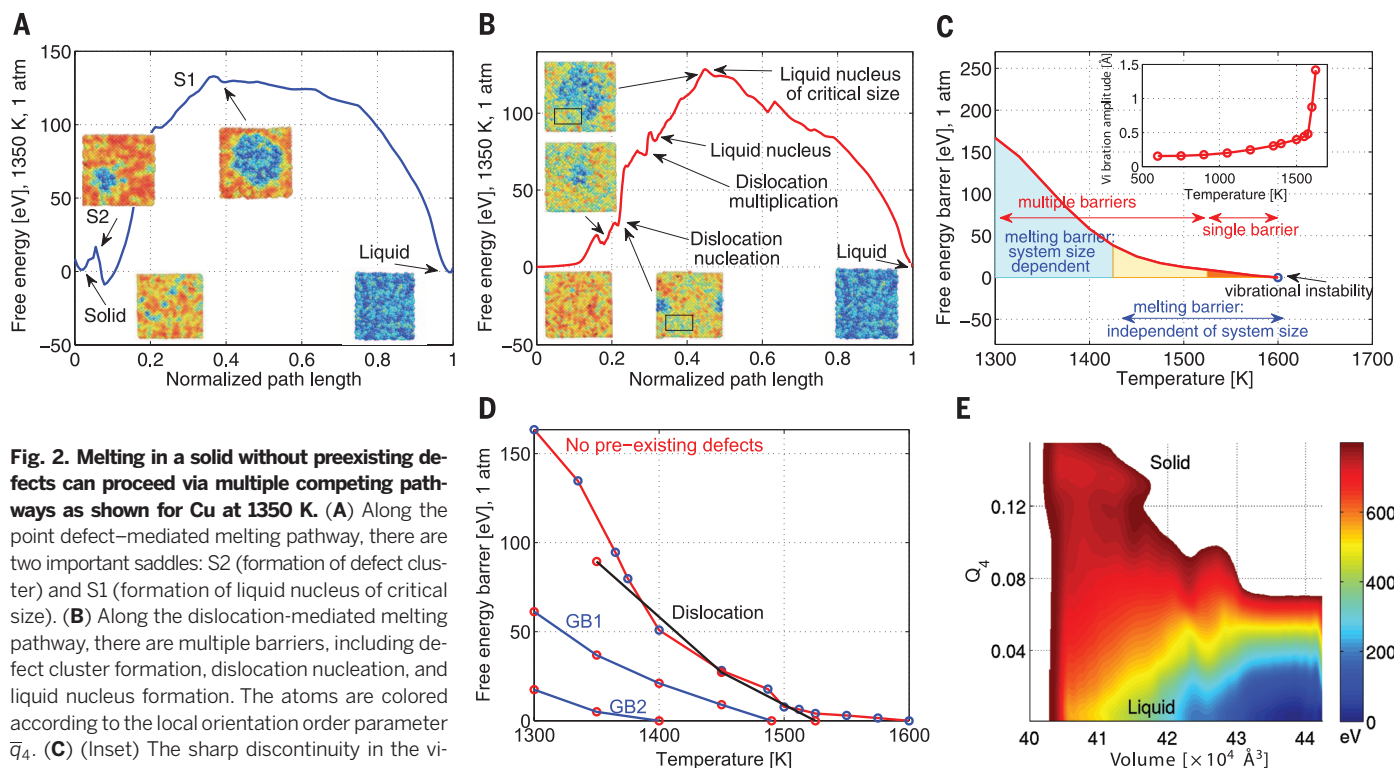 A
Free energy [eV], 1350 K, 1 atm
150
100
50
0
−50
S1
S2
Solid
Liquid
0
0.2
0.4
0.6
0.8
1
Normalized path length
B
Free energy [eV], 1350 K, 1 atm
100
50
0
−50
Liquid nucleus
of critical size
Liquid nucleus
Dislocation
multiplication
Dislocation
nucleation
Liquid
0
0.2
0.4
0.6
0.8
1
Normalized path length
C
Free energy barrier [eV], 1 atm
250
200
150
100
50
0
−50
VI vibration amplitude [Å]
1.5
1
0.5
0
500
1000
1500
Temperature [K]
multiple barriers
single barrier
melting barrier:
system size
dependent
vibrational instability
melting barrier:
independent of system size
1300
1400
1500
1600
1700
Temperature [K]
Fig. 2. Melting in a solid without preexisting de-
fects can proceed via multiple competing path-
ways as shown for Cu at 1350 K. (A) Along the
point defect–mediated melting pathway, there are
two important saddles: S2 (formation of defect clus-
ter) and S1 (formation of liquid nucleus of critical
size). (B) Along the dislocation-mediated melting
pathway, there are multiple barriers, including de-
fect cluster formation, dislocation nucleation, and
liquid nucleus formation. The atoms are colored
according to the local orientation order parameter
q̅₄. (C) (Inset) The sharp discontinuity in the vi-
D
Free energy barrier [eV], 1 atm
150
100
50
0
No pre−existing defects
Dislocation
GB1
GB2
1300
1400
1500
1600
Temperature [K]
E
Q₄
0.12
0.08
0.04
Solid
Liquid
40
41
42
43
44
Volume [×10⁴ Å³]
600
400
200
0
eV